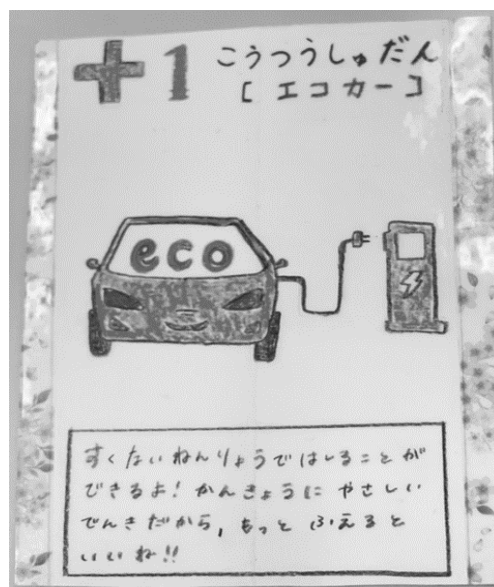 +1 こうつうしゅだん
[エコカー]
eco
すくないねんりょうではしることが
できるよ！かんきょうに やさしい
でんきだから，もっと ふえると
いいね!!